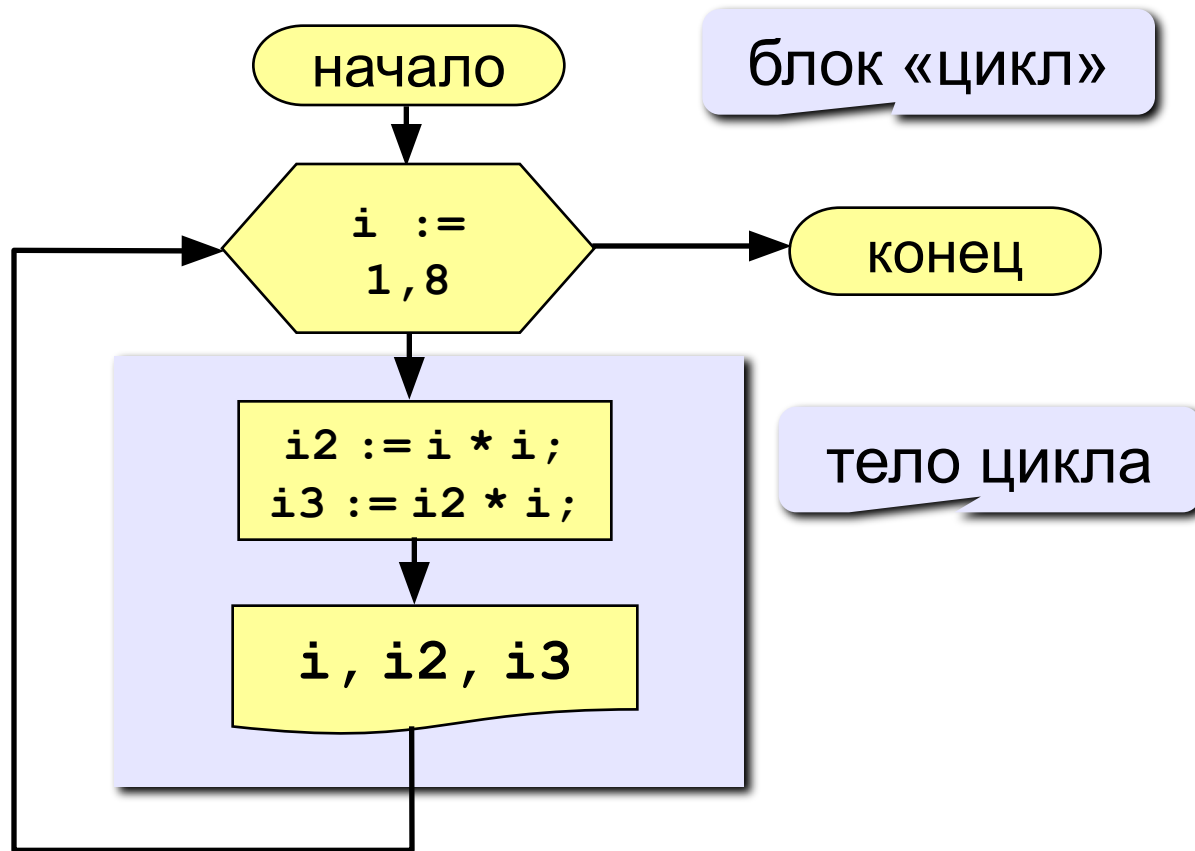 начало
блок «цикл»
i :=
1,8
конец
i2 := i * i;
i3 := i2 * i;
тело цикла
i, i2, i3